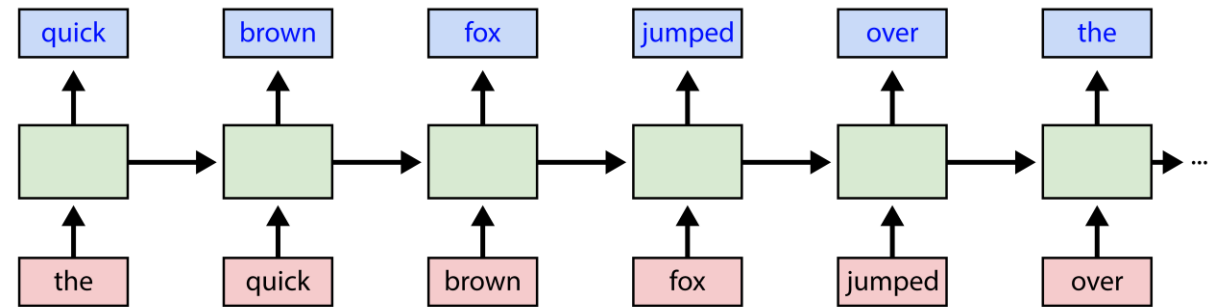 quick brown fox jumped over the
...
the quick brown fox jumped over